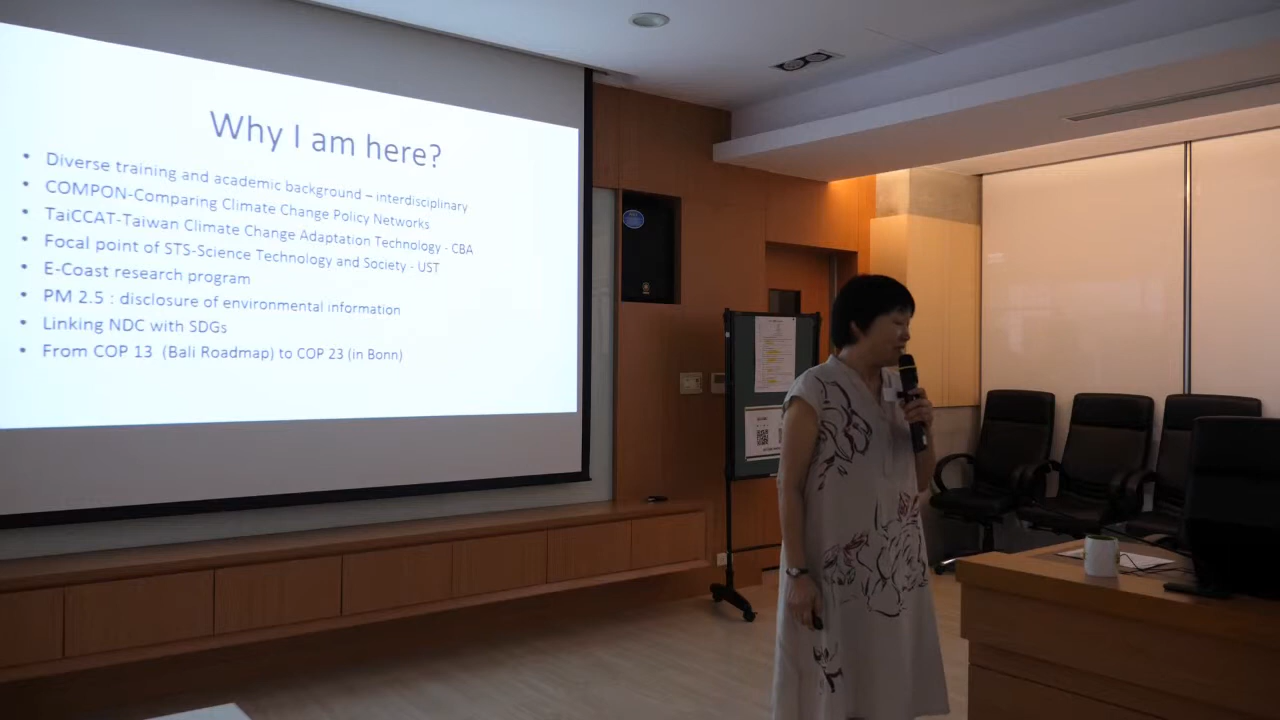 Why I am here?
• Diverse training and academic background – interdisciplinary
• COMPON-Comparing Climate Change Policy Networks
• TaiCCAT-Taiwan Climate Change Adaptation Technology - CBA
• Focal point of STS-Science Technology and Society - UST
• E-Coast research program
• PM 2.5 : disclosure of environmental information
• Linking NDC with SDGs
• From COP 13 (Bali Roadmap) to COP 23 (in Bonn)